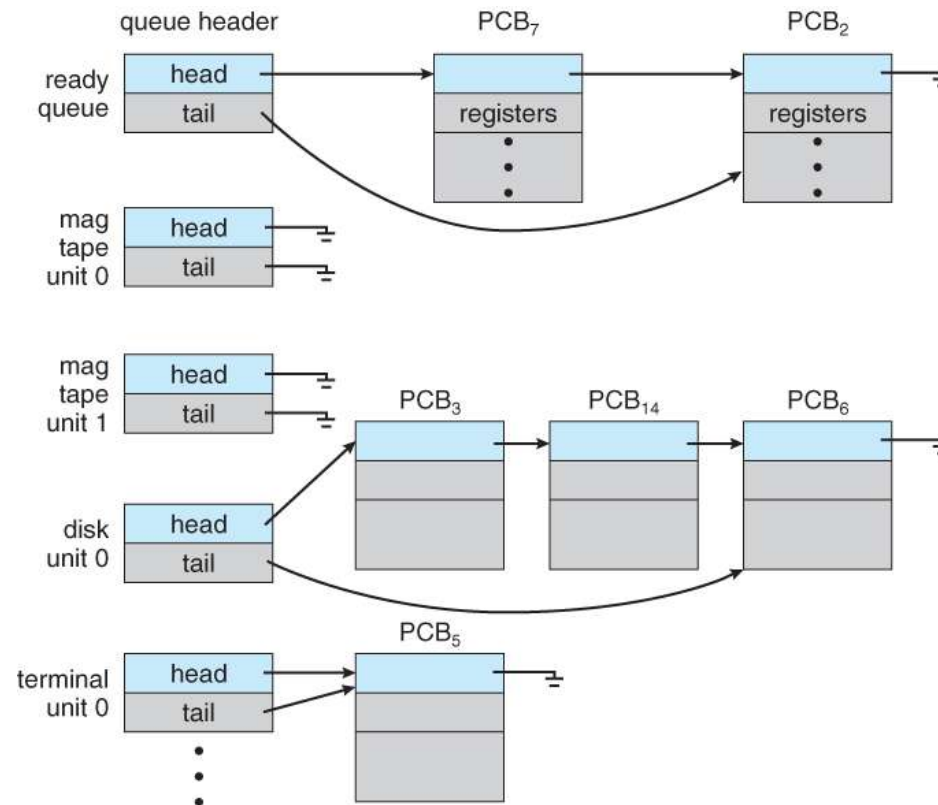 queue header
PCB₇
PCB₂
ready
queue
head
tail
registers
registers
mag
tape
unit 0
head
tail
mag
tape
unit 1
head
tail
PCB₃
PCB₁₄
PCB₆
disk
unit 0
head
tail
PCB₅
terminal
unit 0
head
tail